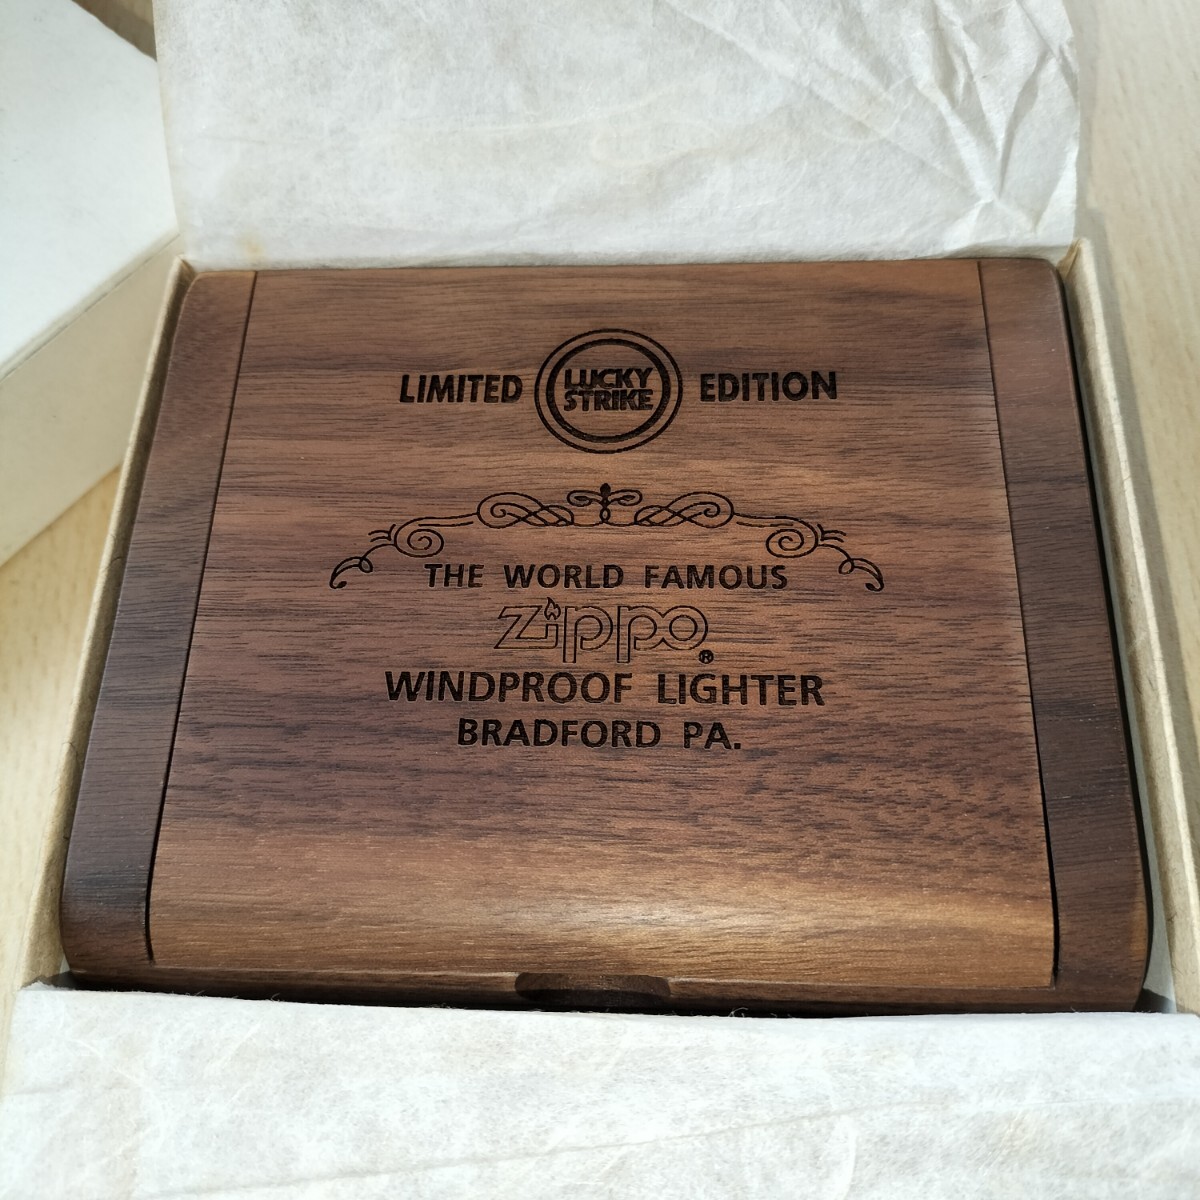 LIMITED LUCKY STRIKE EDITION
THE WORLD FAMOUS
Zippo®
WINDPROOF LIGHTER
BRADFORD PA.